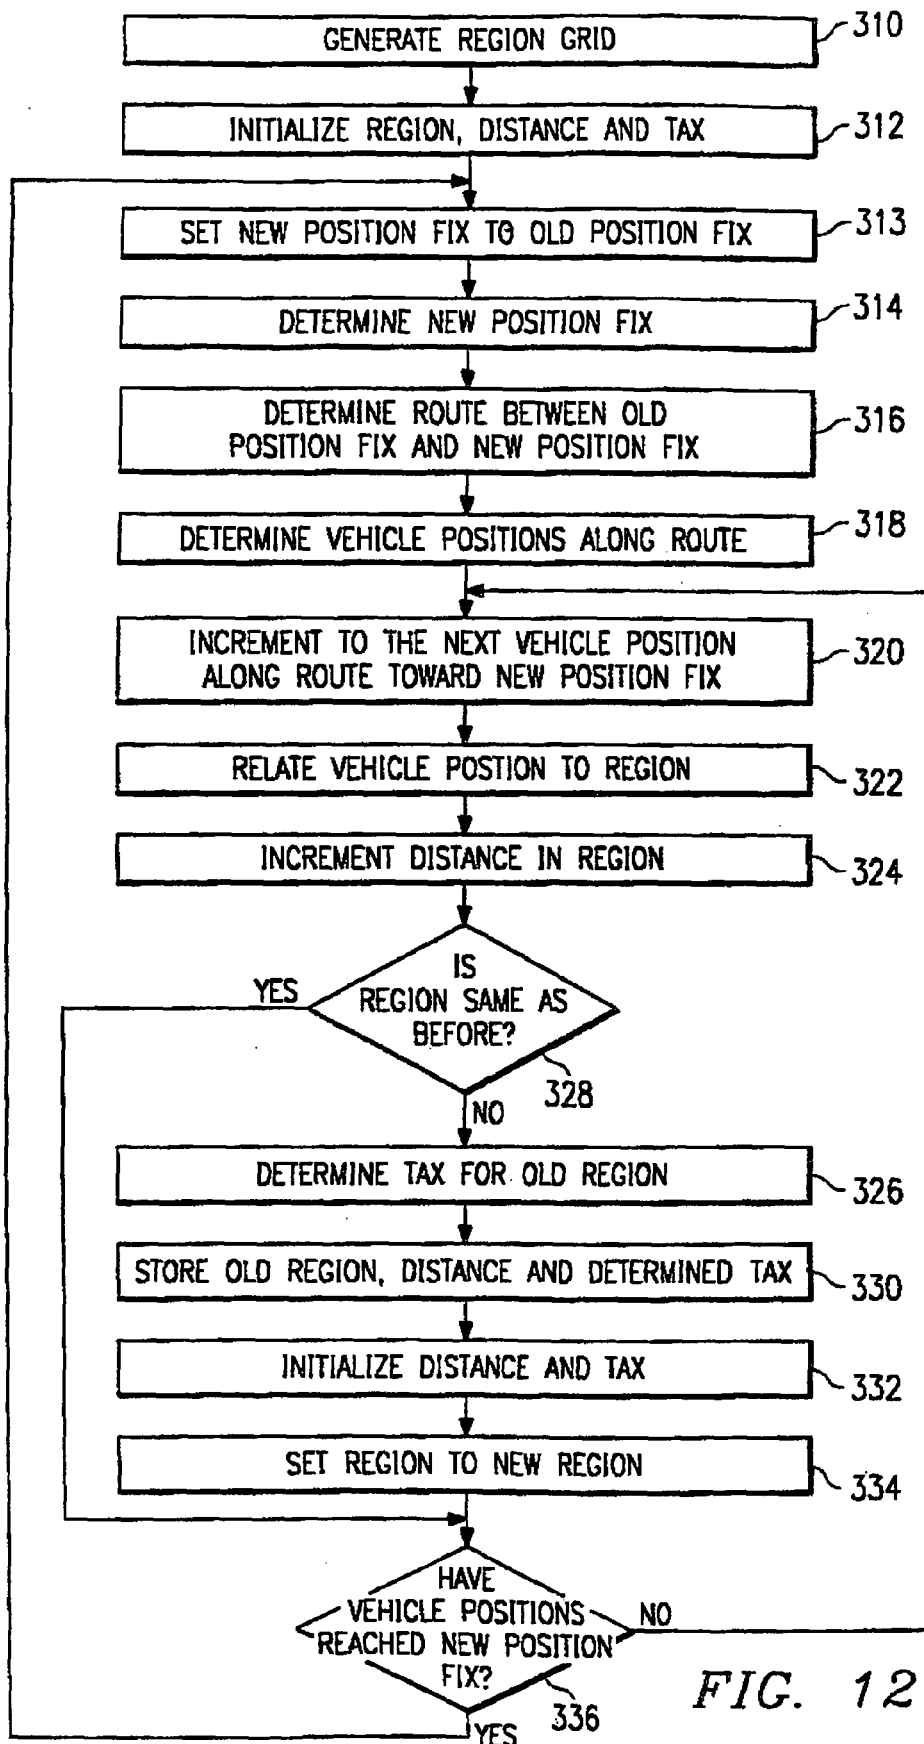 GENERATE REGION GRID
310
INITIALIZE REGION, DISTANCE AND TAX
312
SET NEW POSITION FIX TO OLD POSITION FIX
313
DETERMINE NEW POSITION FIX
314
DETERMINE ROUTE BETWEEN OLD
POSITION FIX AND NEW POSITION FIX
316
DETERMINE VEHICLE POSITIONS ALONG ROUTE
318
INCREMENT TO THE NEXT VEHICLE POSITION
ALONG ROUTE TOWARD NEW POSITION FIX
320
RELATE VEHICLE POSTION TO REGION
322
INCREMENT DISTANCE IN REGION
324
IS
REGION SAME AS
BEFORE?
YES
328
NO
DETERMINE TAX FOR OLD REGION
326
STORE OLD REGION, DISTANCE AND DETERMINED TAX
330
INITIALIZE DISTANCE AND TAX
332
SET REGION TO NEW REGION
334
HAVE
VEHICLE POSITIONS
REACHED NEW POSITION
FIX?
NO
336
YES
FIG. 12